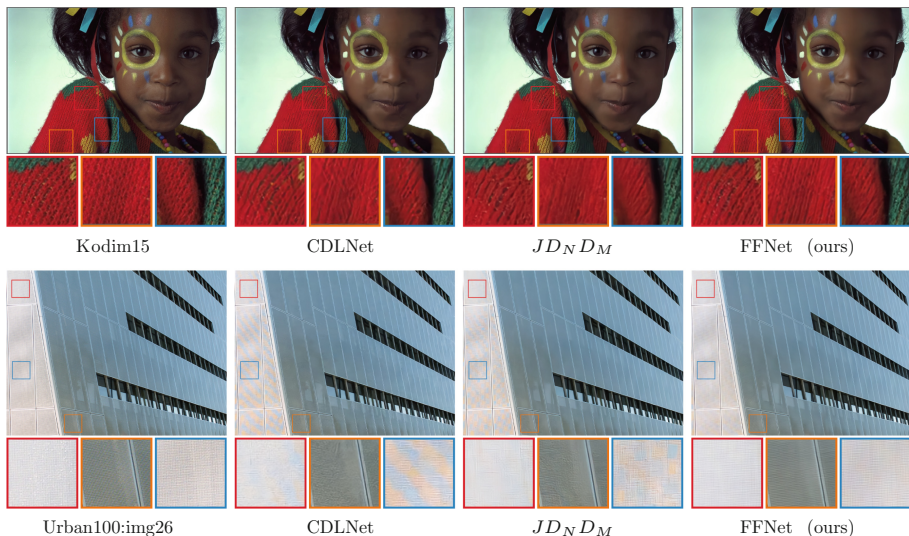 Kodim15 CDLNet JD_N D_M FFNet (ours)
Urban100:img26 CDLNet JD_N D_M FFNet (ours)